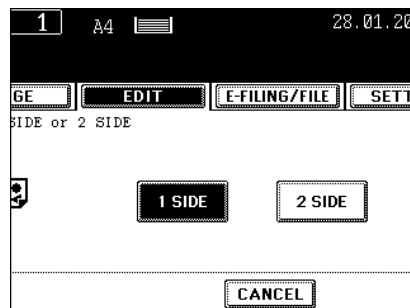 1 A4 28.01.20
GE EDIT E-FILING/FILE SETT
SIDE or 2 SIDE
1 SIDE 2 SIDE
CANCEL